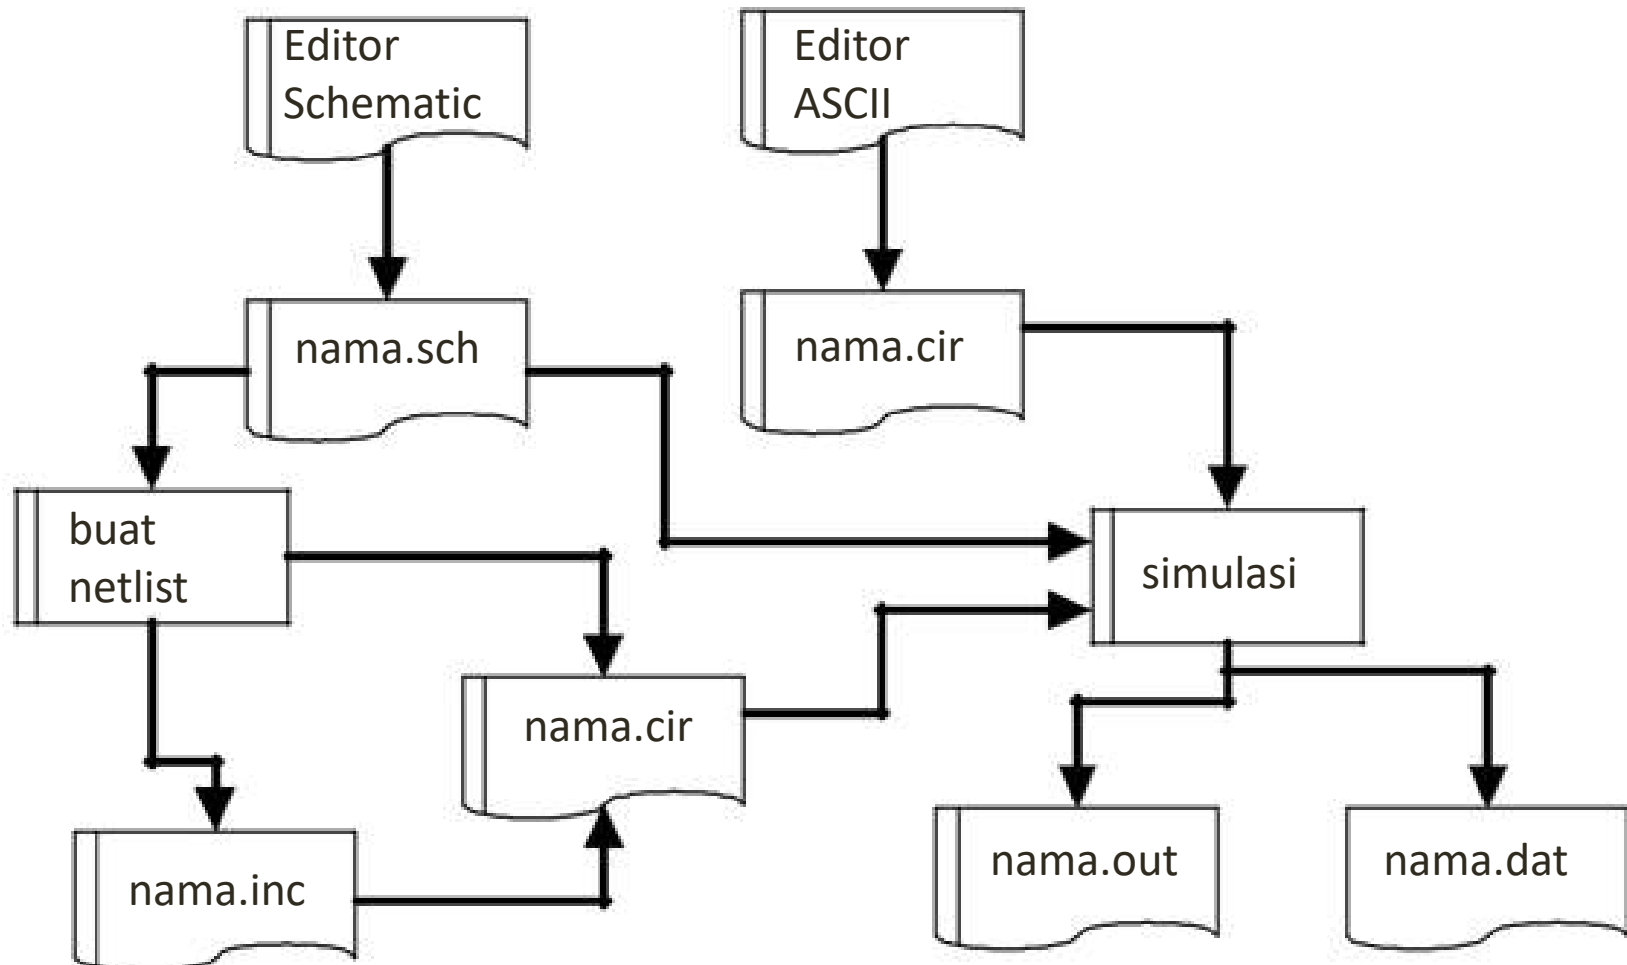 Editor
Schematic
Editor
ASCII
nama.sch
nama.cir
buat
netlist
simulasi
nama.cir
nama.inc
nama.out
nama.dat